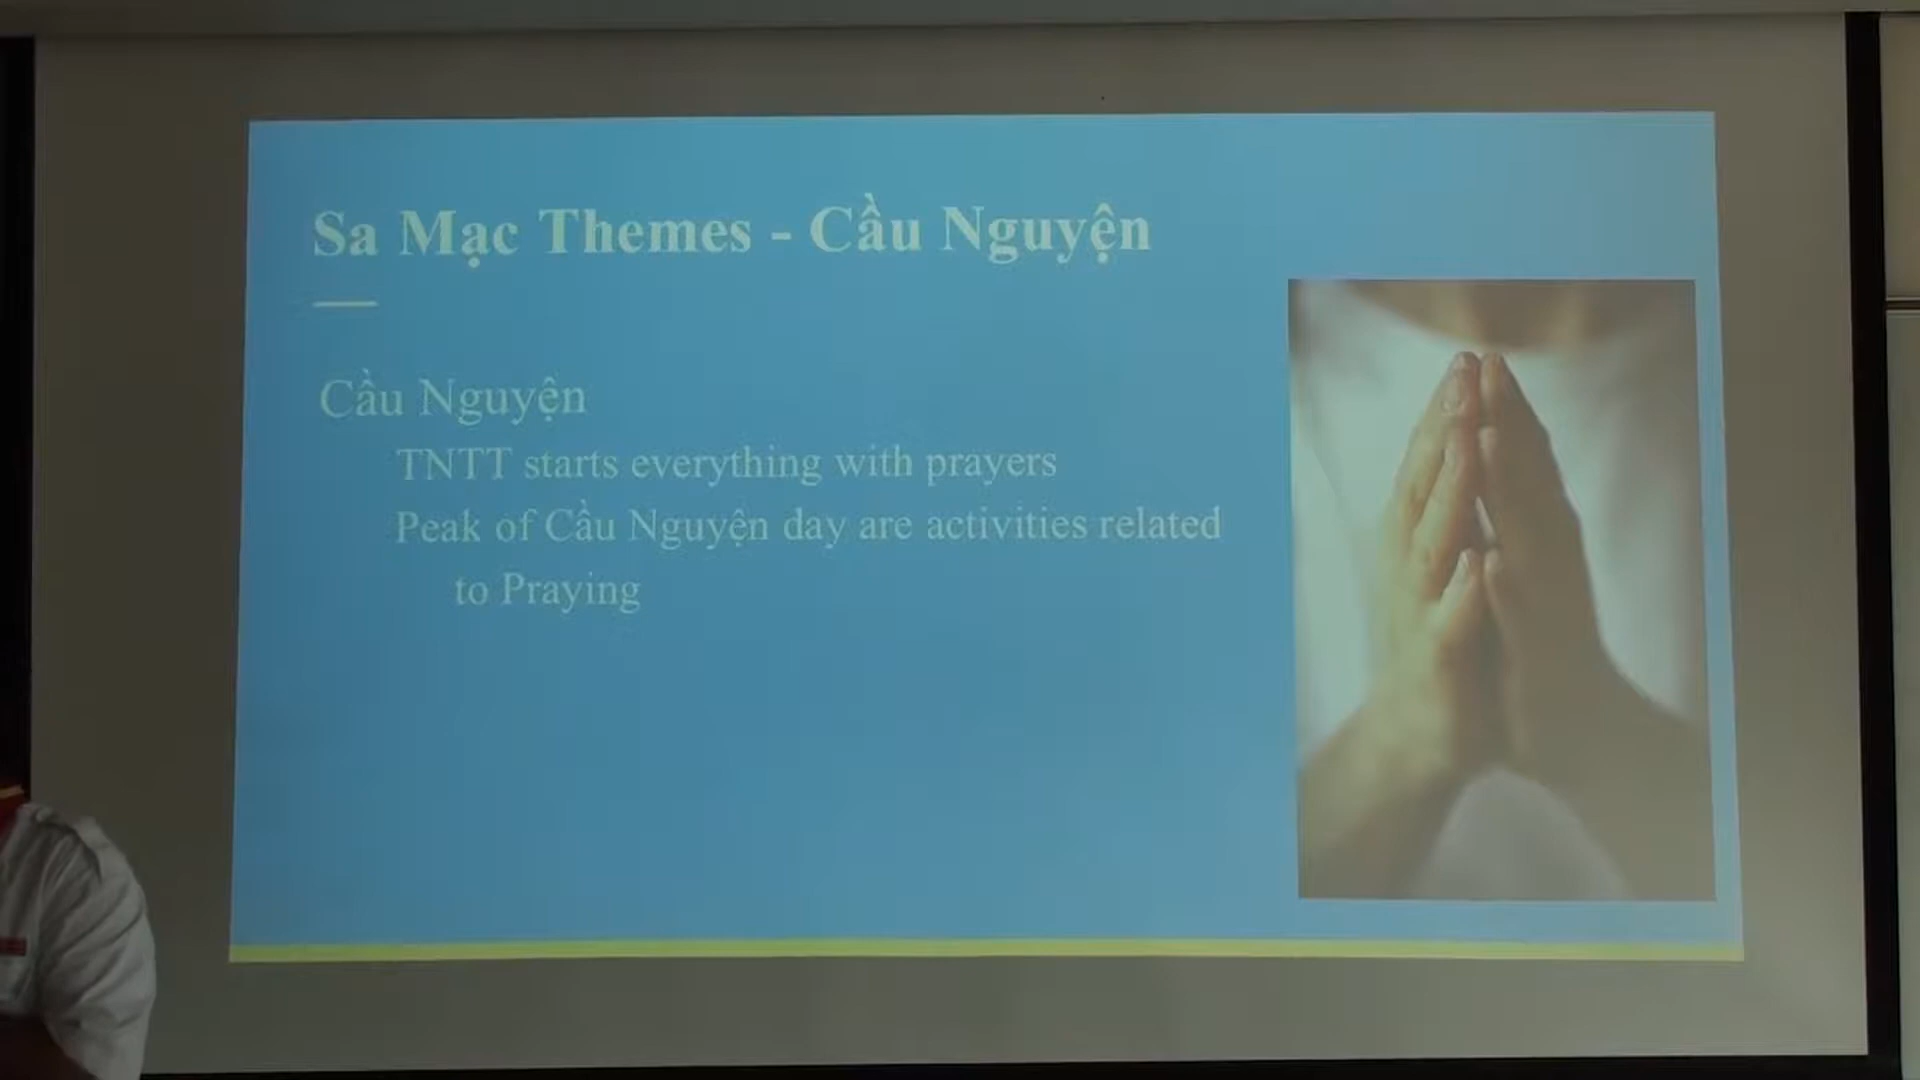 Sa Mạc Themes - Cầu Nguyện
Cầu Nguyện
TNTT starts everything with prayers
Peak of Cầu Nguyện day are activities related
to Praying